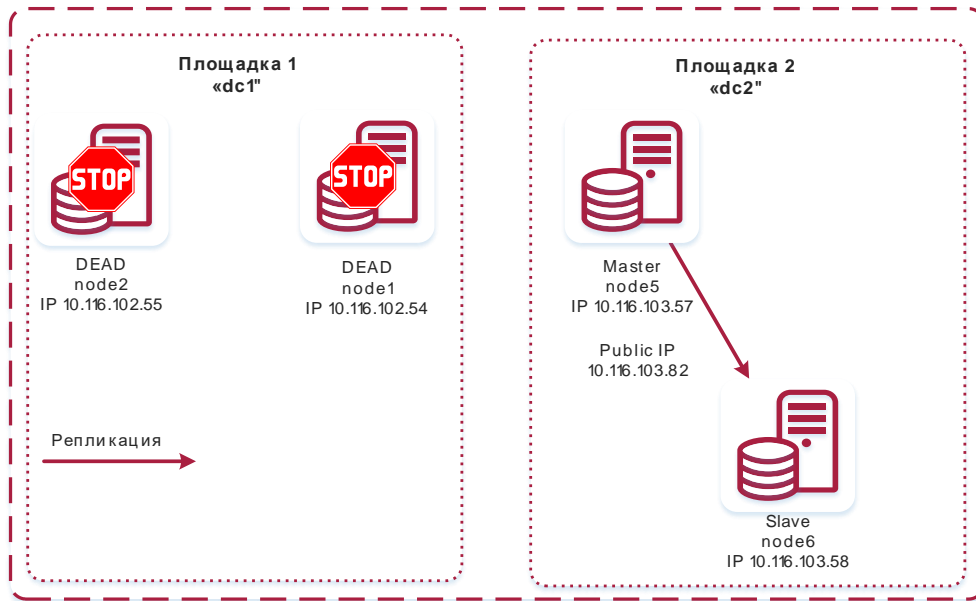 Площадка 1
«dc1"
STOP
DEAD
node2
IP 10.116.102.55
STOP
DEAD
node1
IP 10.116.102.54
Репликация
Площадка 2
«dc2"
Master
node5
IP 10.116.103.57
Public IP
10.116.103.82
Slave
node6
IP 10.116.103.58